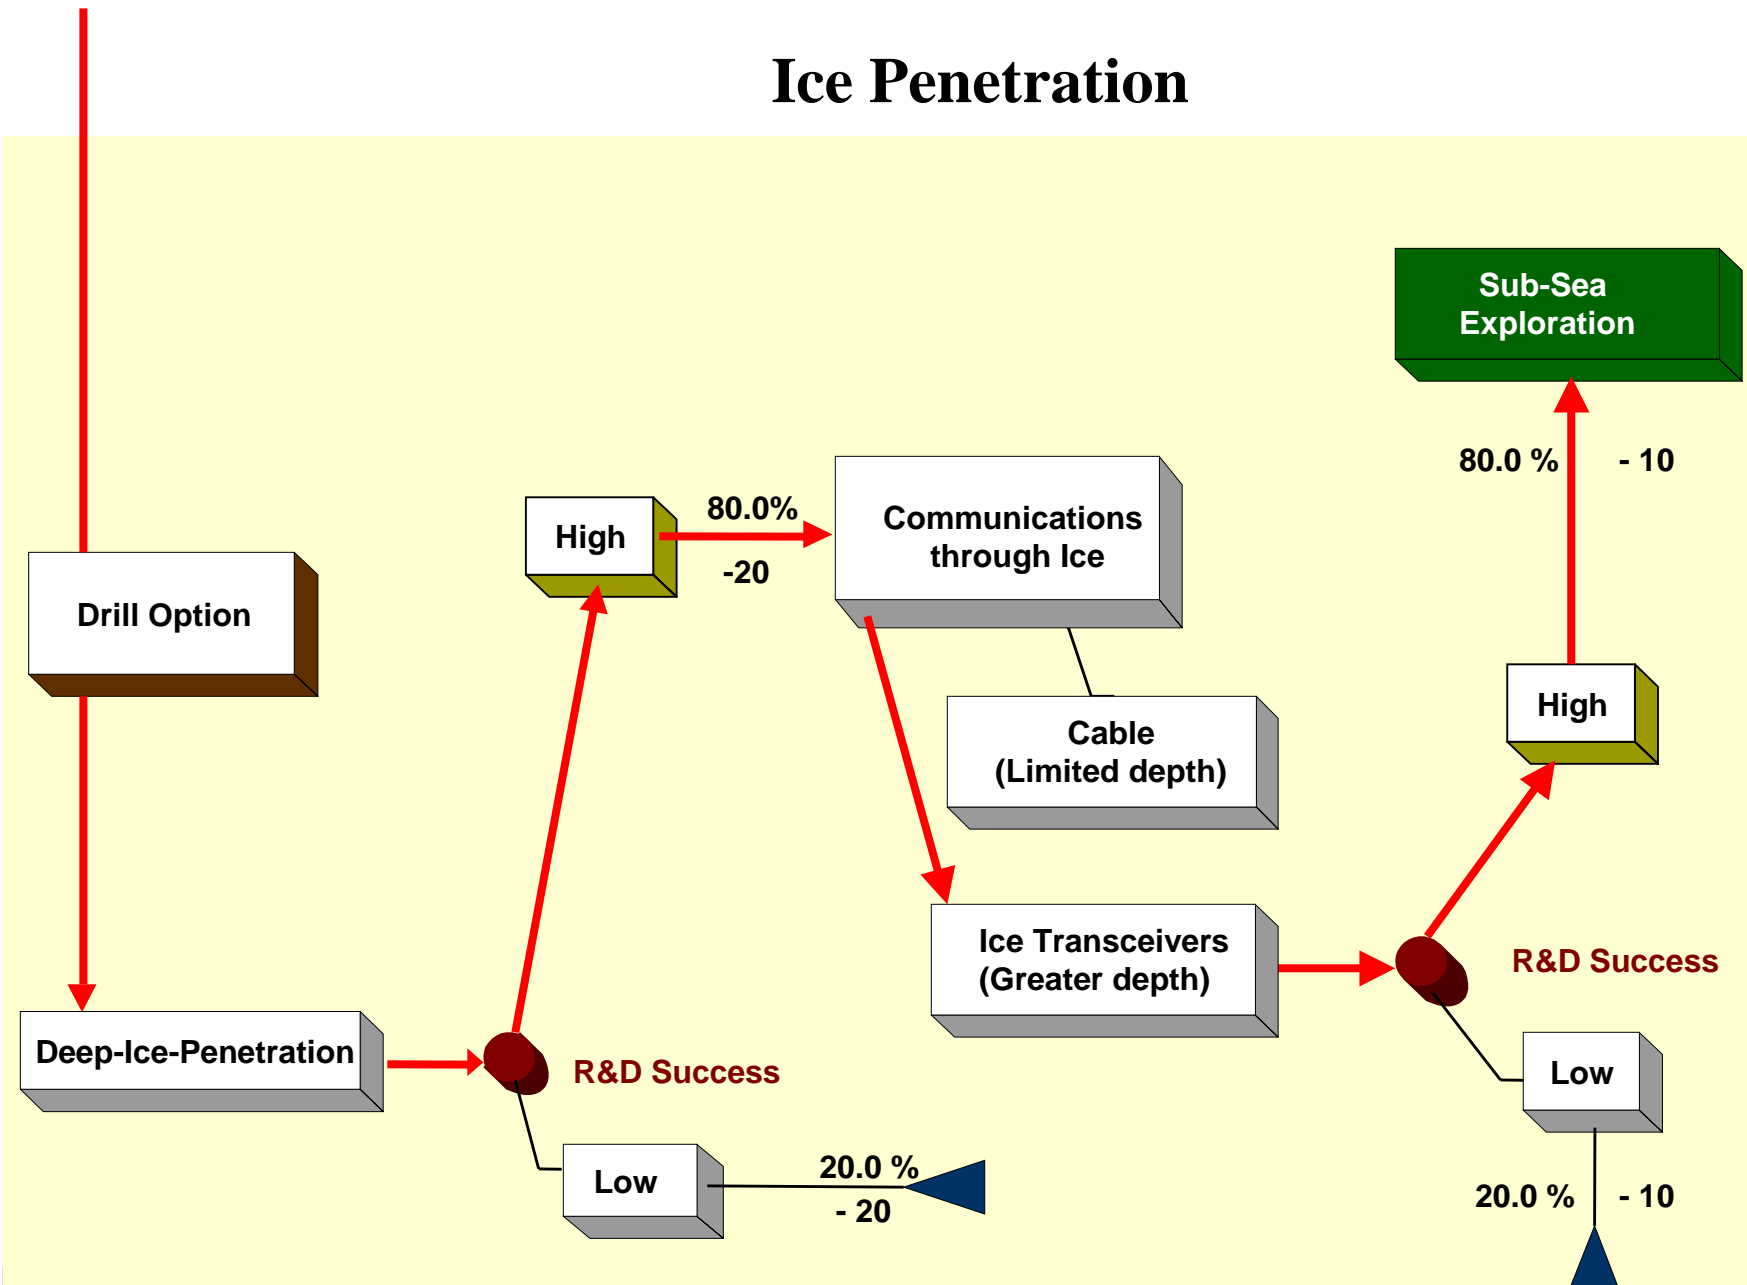 Ice Penetration
Sub-Sea
Exploration
80.0 %
- 10
80.0%
High
-20
Communications
through Ice
Drill Option
High
Cable
(Limited depth)
Ice Transceivers
(Greater depth)
R&D Success
Deep-Ice-Penetration
R&D Success
Low
Low
20.0 %
- 20
20.0 %
- 10